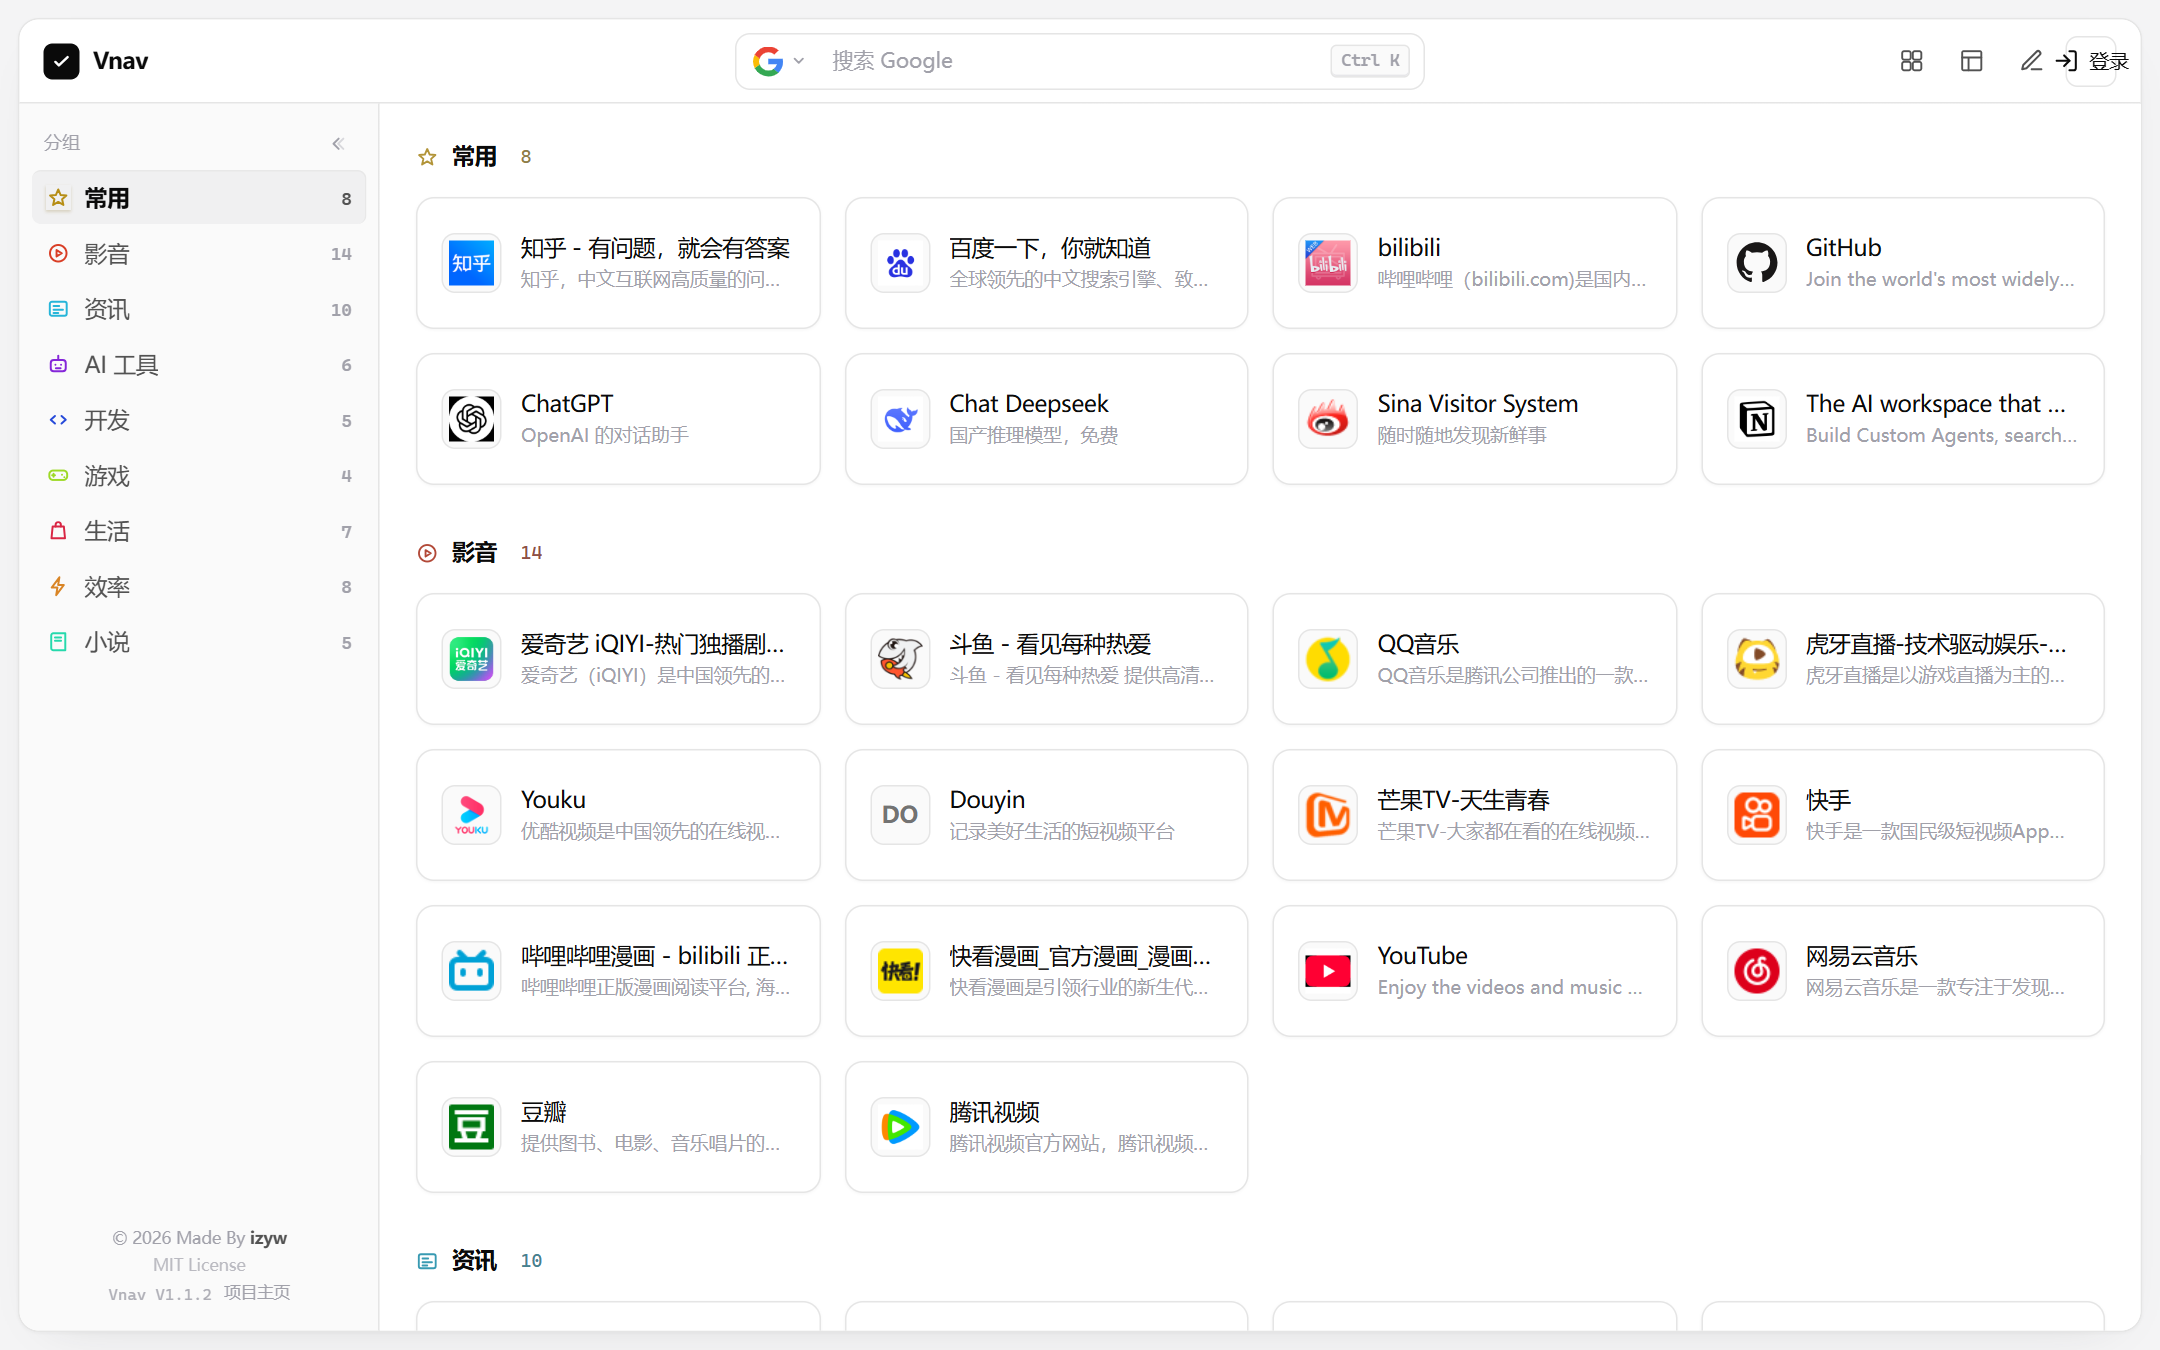 Vnav
搜索 Google
Ctrl K
登录
分组
常用 8
影音 14
资讯 10
AI 工具 6
开发 5
游戏 4
生活 7
效率 8
小说 5
© 2026 Made By izyw
MIT License
Vnav V1.1.2 项目主页
常用 8
知乎
知乎 - 有问题，就会有答案
知乎，中文互联网高质量的问...
du
百度一下，你就知道
全球领先的中文搜索引擎、致...
bilibili
bilibili
哔哩哔哩（bilibili.com)是国内...
GitHub
Join the world's most widely...
ChatGPT
OpenAI 的对话助手
Chat Deepseek
国产推理模型，免费
Sina Visitor System
随时随地发现新鲜事
N
The AI workspace that ...
Build Custom Agents, search...
影音 14
iQIYI
爱奇艺
爱奇艺 iQIYI-热门独播剧...
爱奇艺（iQIYI）是中国领先的...
斗鱼 - 看见每种热爱
斗鱼 - 看见每种热爱 提供高清...
QQ音乐
QQ音乐是腾讯公司推出的一款...
虎牙直播-技术驱动娱乐-...
虎牙直播是以游戏直播为主的...
YOUKU
Youku
优酷视频是中国领先的在线视...
DO
Douyin
记录美好生活的短视频平台
芒果TV-天生青春
芒果TV-大家都在看的在线视频...
快手
快手是一款国民级短视频App...
哔哩哔哩漫画 - bilibili 正...
哔哩哔哩正版漫画阅读平台, 海...
快看!
快看漫画_官方漫画_漫画...
快看漫画是引领行业的新生代...
YouTube
Enjoy the videos and music ...
网易云音乐
网易云音乐是一款专注于发现...
豆
豆瓣
提供图书、电影、音乐唱片的...
腾讯视频
腾讯视频官方网站，腾讯视频...
资讯 10